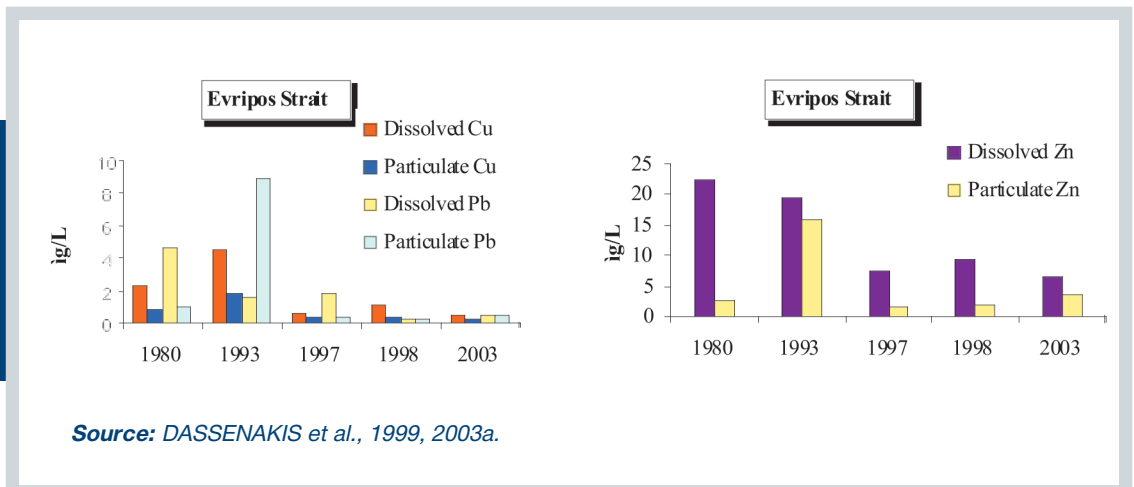 Evripos Strait
Dissolved Cu
Particulate Cu
Dissolved Pb
Particulate Pb
10
8
6
4
2
0
ìg/L
1980 1993 1997 1998 2003
Evripos Strait
Dissolved Zn
Particulate Zn
25
20
15
10
5
0
ìg/L
1980 1993 1997 1998 2003
Source: DASSENAKIS et al., 1999, 2003a.